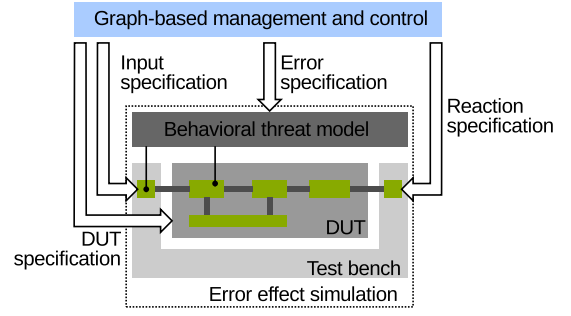 Graph-based management and control
Input
specification
Error
specification
Reaction
specification
Behavioral threat model
DUT
DUT
specification
Test bench
Error effect simulation